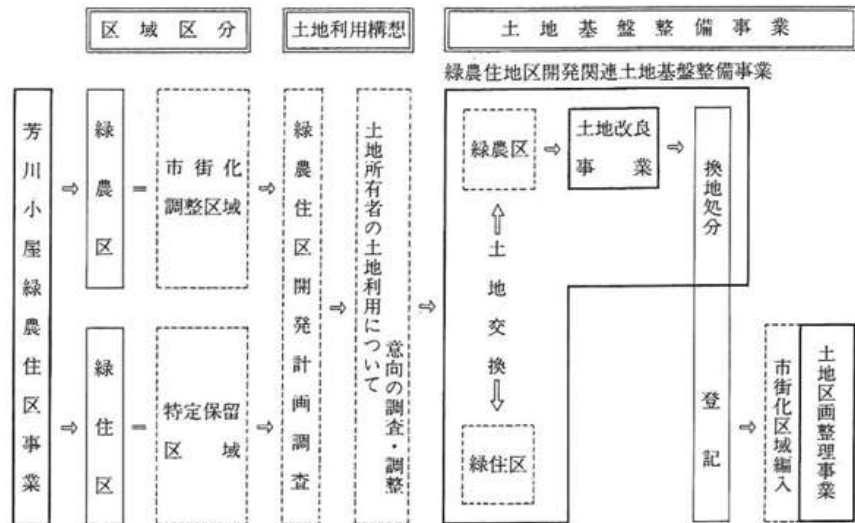 区域区分
土地利用構想
土地基盤整備事業
緑農住地区開発関連土地基盤整備事業
芳川小屋緑農住区事業
緑農区
=
市街化
調整区域
緑住区
=
特定保留
区域
緑農住区開発計画調査
土地所有者の土地利用について
意向の調査・調整
緑農区
土地改良
事業
土地交換
緑住区
換地処分
登記
市街化区域編入
土地区画整理事業